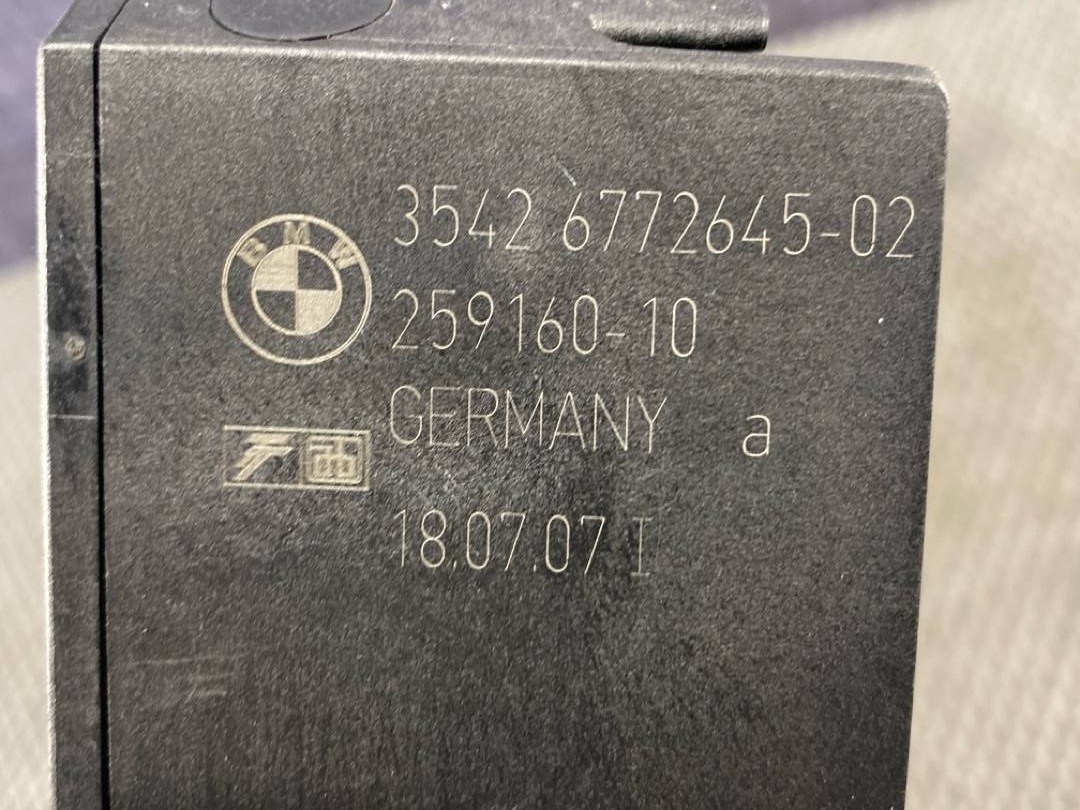 BMW
3542 6772645-02
259160-10
GERMANY a
18.07.07 I